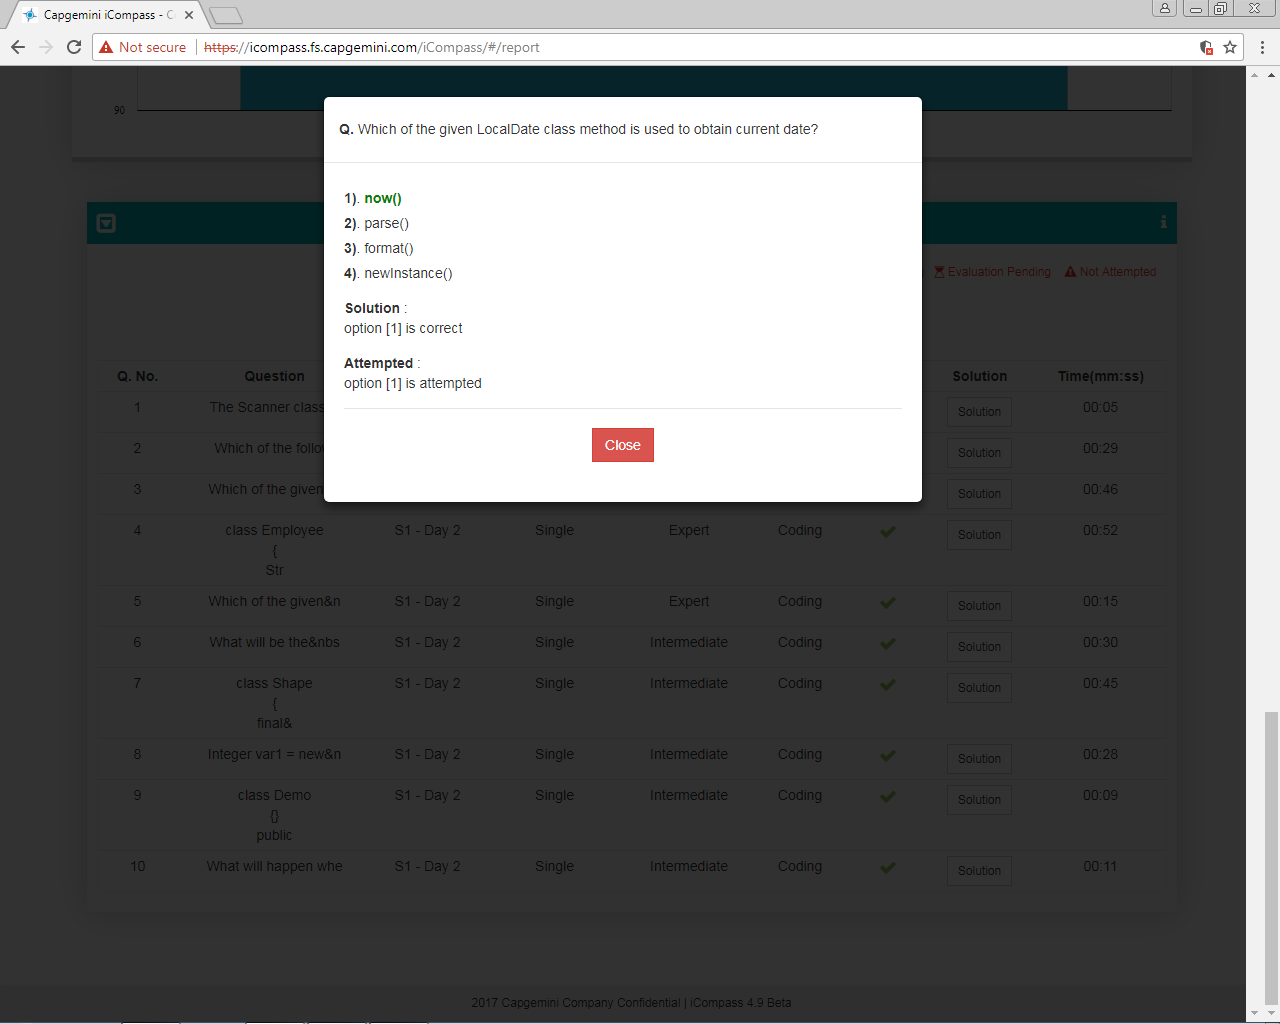 Capgemini iCompass - C
Not secure https://icompass.fs.capgemini.com/iCompass/#/report
90
Q. Which of the given LocalDate class method is used to obtain current date?
1). now()
2). parse()
3). format()
4). newInstance()
Solution :
option [1] is correct
Attempted :
option [1] is attempted
Close
Evaluation Pending Not Attempted
Q. No. Question Solution Time(mm:ss)
1 The Scanner class Solution 00:05
2 Which of the follo Solution 00:29
3 Which of the given Solution 00:46
4 class Employee S1 - Day 2 Single Expert Coding Solution 00:52
{
Str
5 Which of the given&n S1 - Day 2 Single Expert Coding Solution 00:15
6 What will be the&nbs S1 - Day 2 Single Intermediate Coding Solution 00:30
7 class Shape S1 - Day 2 Single Intermediate Coding Solution 00:45
{
final&
8 Integer var1 = new&n S1 - Day 2 Single Intermediate Coding Solution 00:28
9 class Demo S1 - Day 2 Single Intermediate Coding Solution 00:09
{}
public
10 What will happen whe S1 - Day 2 Single Intermediate Coding Solution 00:11
2017 Capgemini Company Confidential | iCompass 4.9 Beta